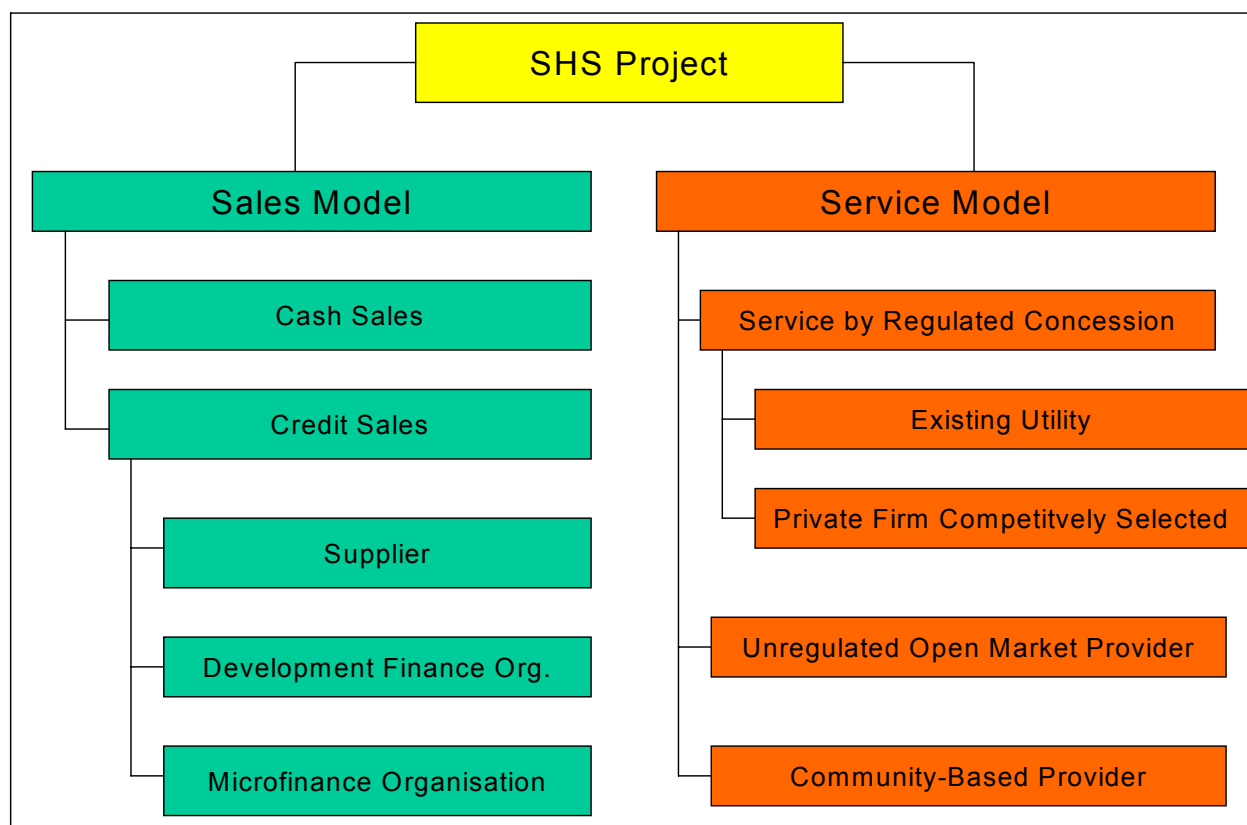 SHS Project
Sales Model
Cash Sales
Credit Sales
Supplier
Development Finance Org.
Microfinance Organisation
Service Model
Service by Regulated Concession
Existing Utility
Private Firm Competitvely Selected
Unregulated Open Market Provider
Community-Based Provider